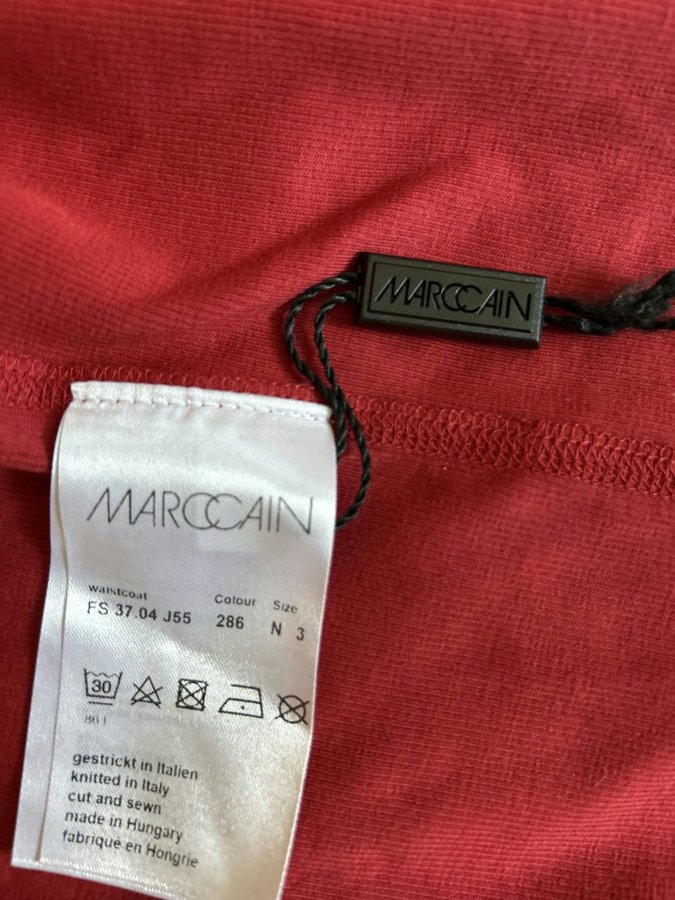 MARCCAIN
MARCCAIN
waistcoat Colour Size
FS 37.04 J55 286 N 3
30
gestrickt in Italien
knitted in Italy
cut and sewn
made in Hungary
fabriqué en Hongrie